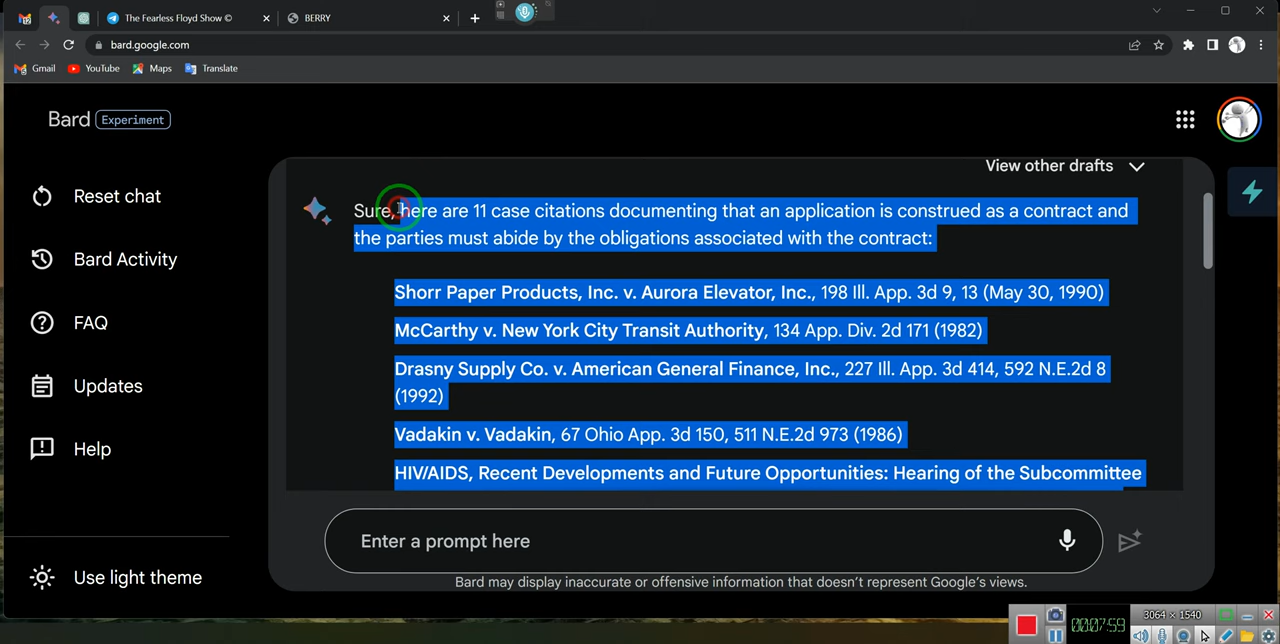 The Fearless Floyd Show ©
BERRY
bard.google.com
Gmail
YouTube
Maps
Translate
Bard
Experiment
View other drafts
Reset chat
Bard Activity
FAQ
Updates
Help
Use light theme
Sure, here are 11 case citations documenting that an application is construed as a contract and
the parties must abide by the obligations associated with the contract:
Shorr Paper Products, Inc. v. Aurora Elevator, Inc., 198 Ill. App. 3d 9, 13 (May 30, 1990)
McCarthy v. New York City Transit Authority, 134 App. Div. 2d 171 (1982)
Drasny Supply Co. v. American General Finance, Inc., 227 Ill. App. 3d 414, 592 N.E.2d 8
(1992)
Vadakin v. Vadakin, 67 Ohio App. 3d 150, 511 N.E.2d 973 (1986)
HIV/AIDS, Recent Developments and Future Opportunities: Hearing of the Subcommittee
Enter a prompt here
Bard may display inaccurate or offensive information that doesn't represent Google's views.
3064 × 1540
00:07:59